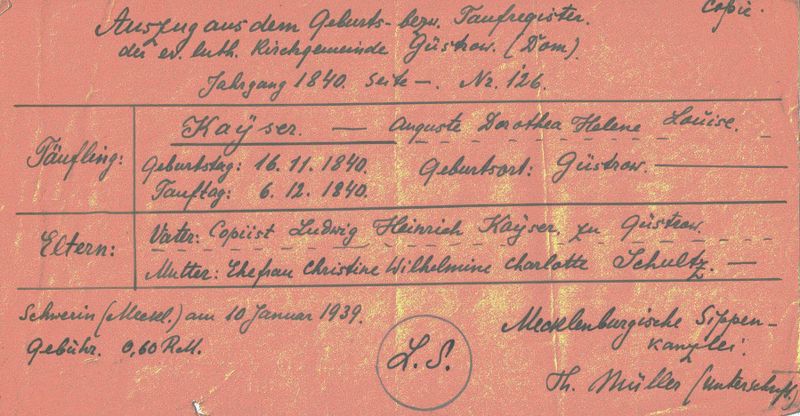 Copie.
Auszug aus dem Geburts- bezw. Taufregister.
der ev. luth. Kirchgemeinde Güstrow. (Dom).
Jahrgang 1840. Seite —. Nr. 126.
Kaÿser. — Auguste Dorothea Helene Louise.
Täufling:
Geburtstag: 16. 11. 1840. Geburtsort: Güstrow. —
Tauftag: 6. 12. 1840.
Eltern:
Vater: Copiist Ludwig Heinrich Kaÿser. zu Güstrow.
Mutter: Ehefrau Christine Wilhelmine Charlotte Schultz. —
Schwerin (Meckl.) am 10 Januar 1939.
Gebühr. 0,60 R.M.
L. S.
Mecklenburgische Sippen-
kanzlei.
Th. Müller (Unterschrift.)